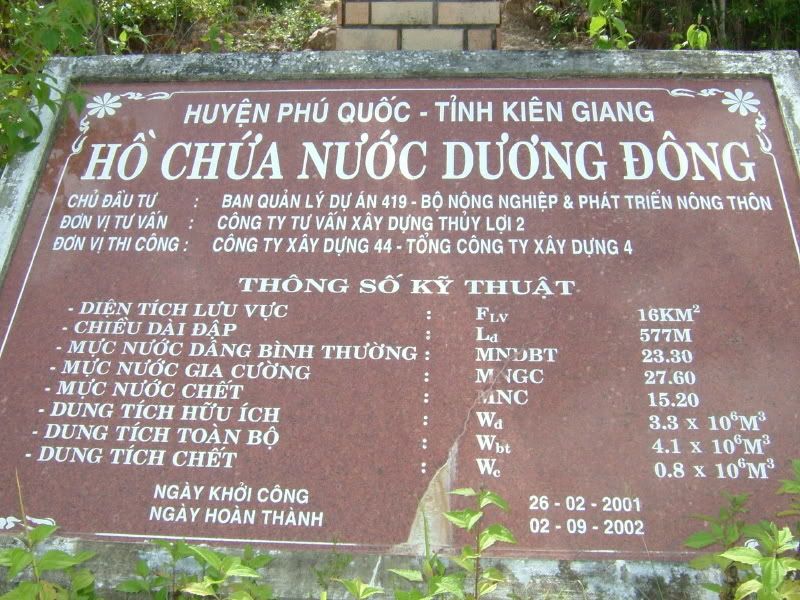 HUYỆN PHÚ QUỐC - TỈNH KIÊN GIANG
HỒ CHỨA NƯỚC DƯƠNG ĐÔNG
CHỦ ĐẦU TƯ : BAN QUẢN LÝ DỰ ÁN 419 - BỘ NÔNG NGHIỆP & PHÁT TRIỂN NÔNG THÔN
ĐƠN VỊ TƯ VẤN : CÔNG TY TƯ VẤN XÂY DỰNG THỦY LỢI 2
ĐƠN VỊ THI CÔNG : CÔNG TY XÂY DỰNG 44 - TỔNG CÔNG TY XÂY DỰNG 4
THÔNG SỐ KỸ THUẬT
- DIỆN TÍCH LƯU VỰC : F_LV 16KM²
- CHIỀU DÀI ĐẬP : L_d 577M
- MỰC NƯỚC DÂNG BÌNH THƯỜNG : MNDBT 23.30
- MỰC NƯỚC GIA CƯỜNG : MNGC 27.60
- MỰC NƯỚC CHẾT : MNC 15.20
- DUNG TÍCH HỮU ÍCH : W_d 3.3 x 10⁶M³
- DUNG TÍCH TOÀN BỘ : W_bt 4.1 x 10⁶M³
- DUNG TÍCH CHẾT : W_c 0.8 x 10⁶M³
NGÀY KHỞI CÔNG 26 - 02 - 2001
NGÀY HOÀN THÀNH 02 - 09 - 2002